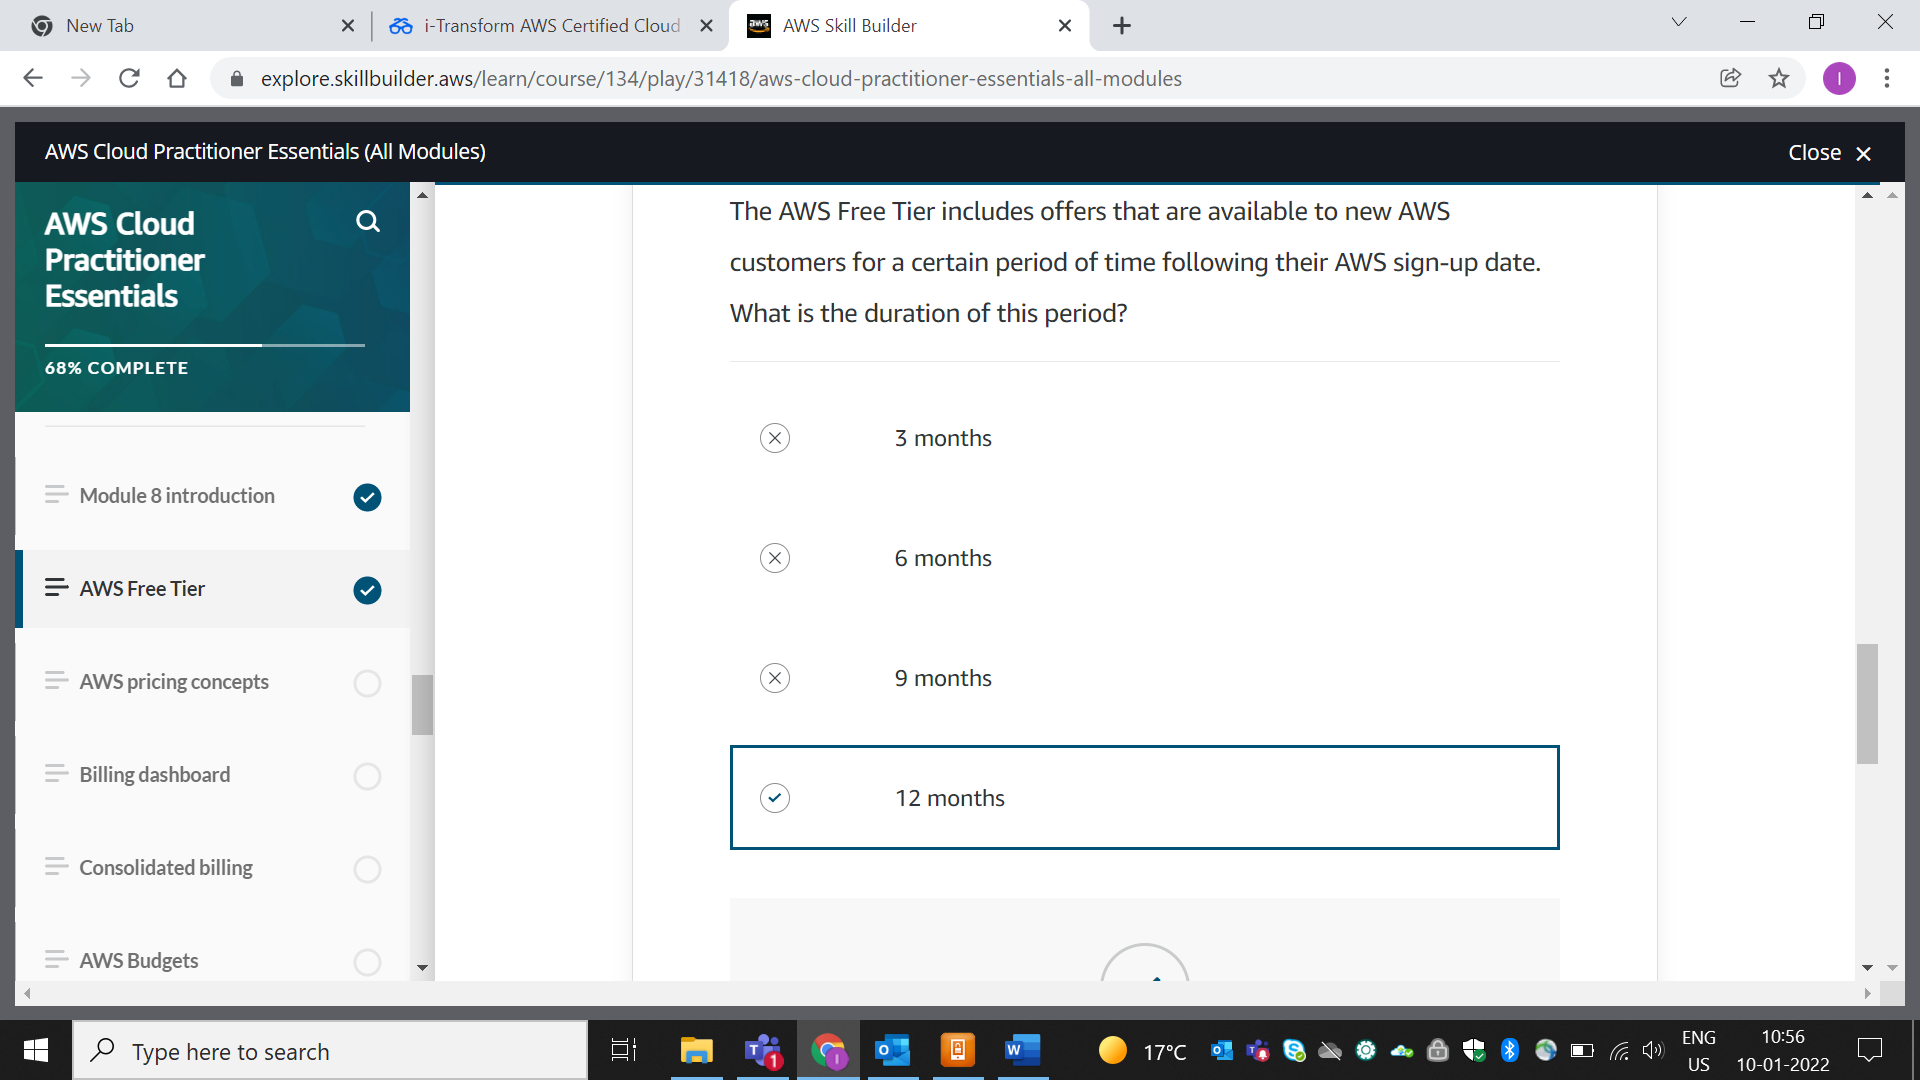 New Tab
i-Transform AWS Certified Cloud
aws
AWS Skill Builder
explore.skillbuilder.aws/learn/course/134/play/31418/aws-cloud-practitioner-essentials-all-modules
I
AWS Cloud Practitioner Essentials (All Modules)
Close
AWS Cloud
Practitioner
Essentials
68% COMPLETE
Module 8 introduction
AWS Free Tier
AWS pricing concepts
Billing dashboard
Consolidated billing
AWS Budgets
The AWS Free Tier includes offers that are available to new AWS
customers for a certain period of time following their AWS sign-up date.
What is the duration of this period?
3 months
6 months
9 months
12 months
Type here to search
17°C
ENG
US
10:56
10-01-2022